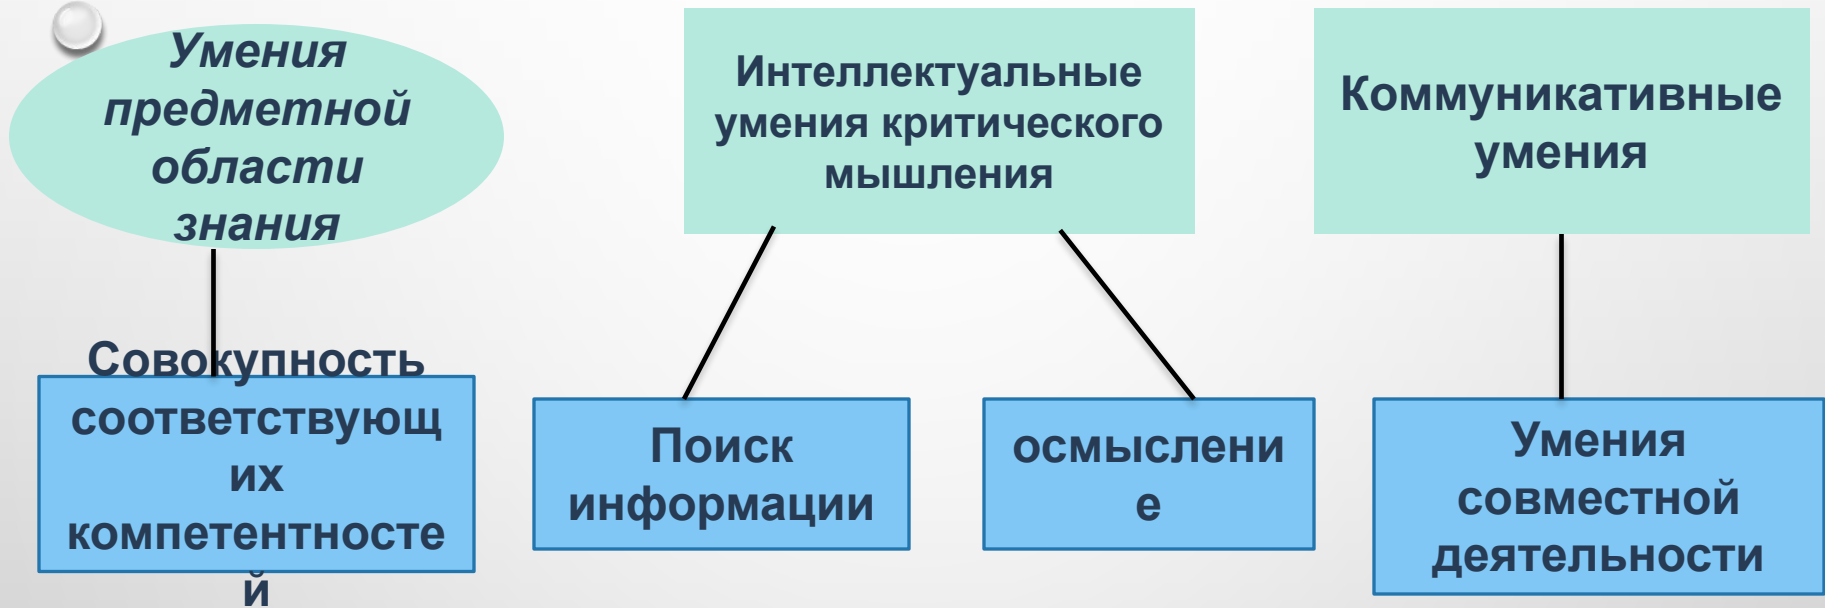 Умения
предметной
области
знания
Интеллектуальные
умения критического
мышления
Коммуникативные
умения
Совокупность
соответствующ
их
компетентносте
й
Поиск
информации
осмыслени
е
Умения
совместной
деятельности